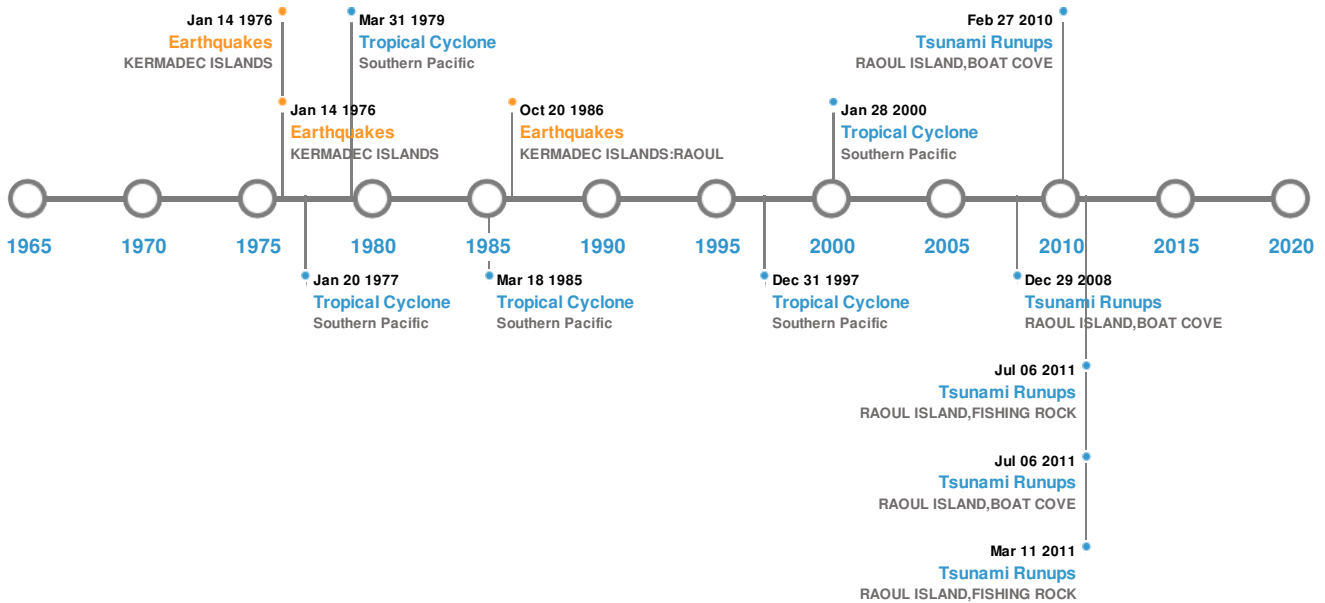 Jan 14 1976
Earthquakes
KERMADEC ISLANDS
Mar 31 1979
Tropical Cyclone
Southern Pacific
Feb 27 2010
Tsunami Runups
RAOUL ISLAND,BOAT COVE
Jan 14 1976
Earthquakes
KERMADEC ISLANDS
Oct 20 1986
Earthquakes
KERMADEC ISLANDS:RAOUL
Jan 28 2000
Tropical Cyclone
Southern Pacific
1965 1970 1975 1980 1985 1990 1995 2000 2005 2010 2015 2020
Jan 20 1977
Tropical Cyclone
Southern Pacific
Mar 18 1985
Tropical Cyclone
Southern Pacific
Dec 31 1997
Tropical Cyclone
Southern Pacific
Dec 29 2008
Tsunami Runups
RAOUL ISLAND,BOAT COVE
Jul 06 2011
Tsunami Runups
RAOUL ISLAND,FISHING ROCK
Jul 06 2011
Tsunami Runups
RAOUL ISLAND,BOAT COVE
Mar 11 2011
Tsunami Runups
RAOUL ISLAND,FISHING ROCK